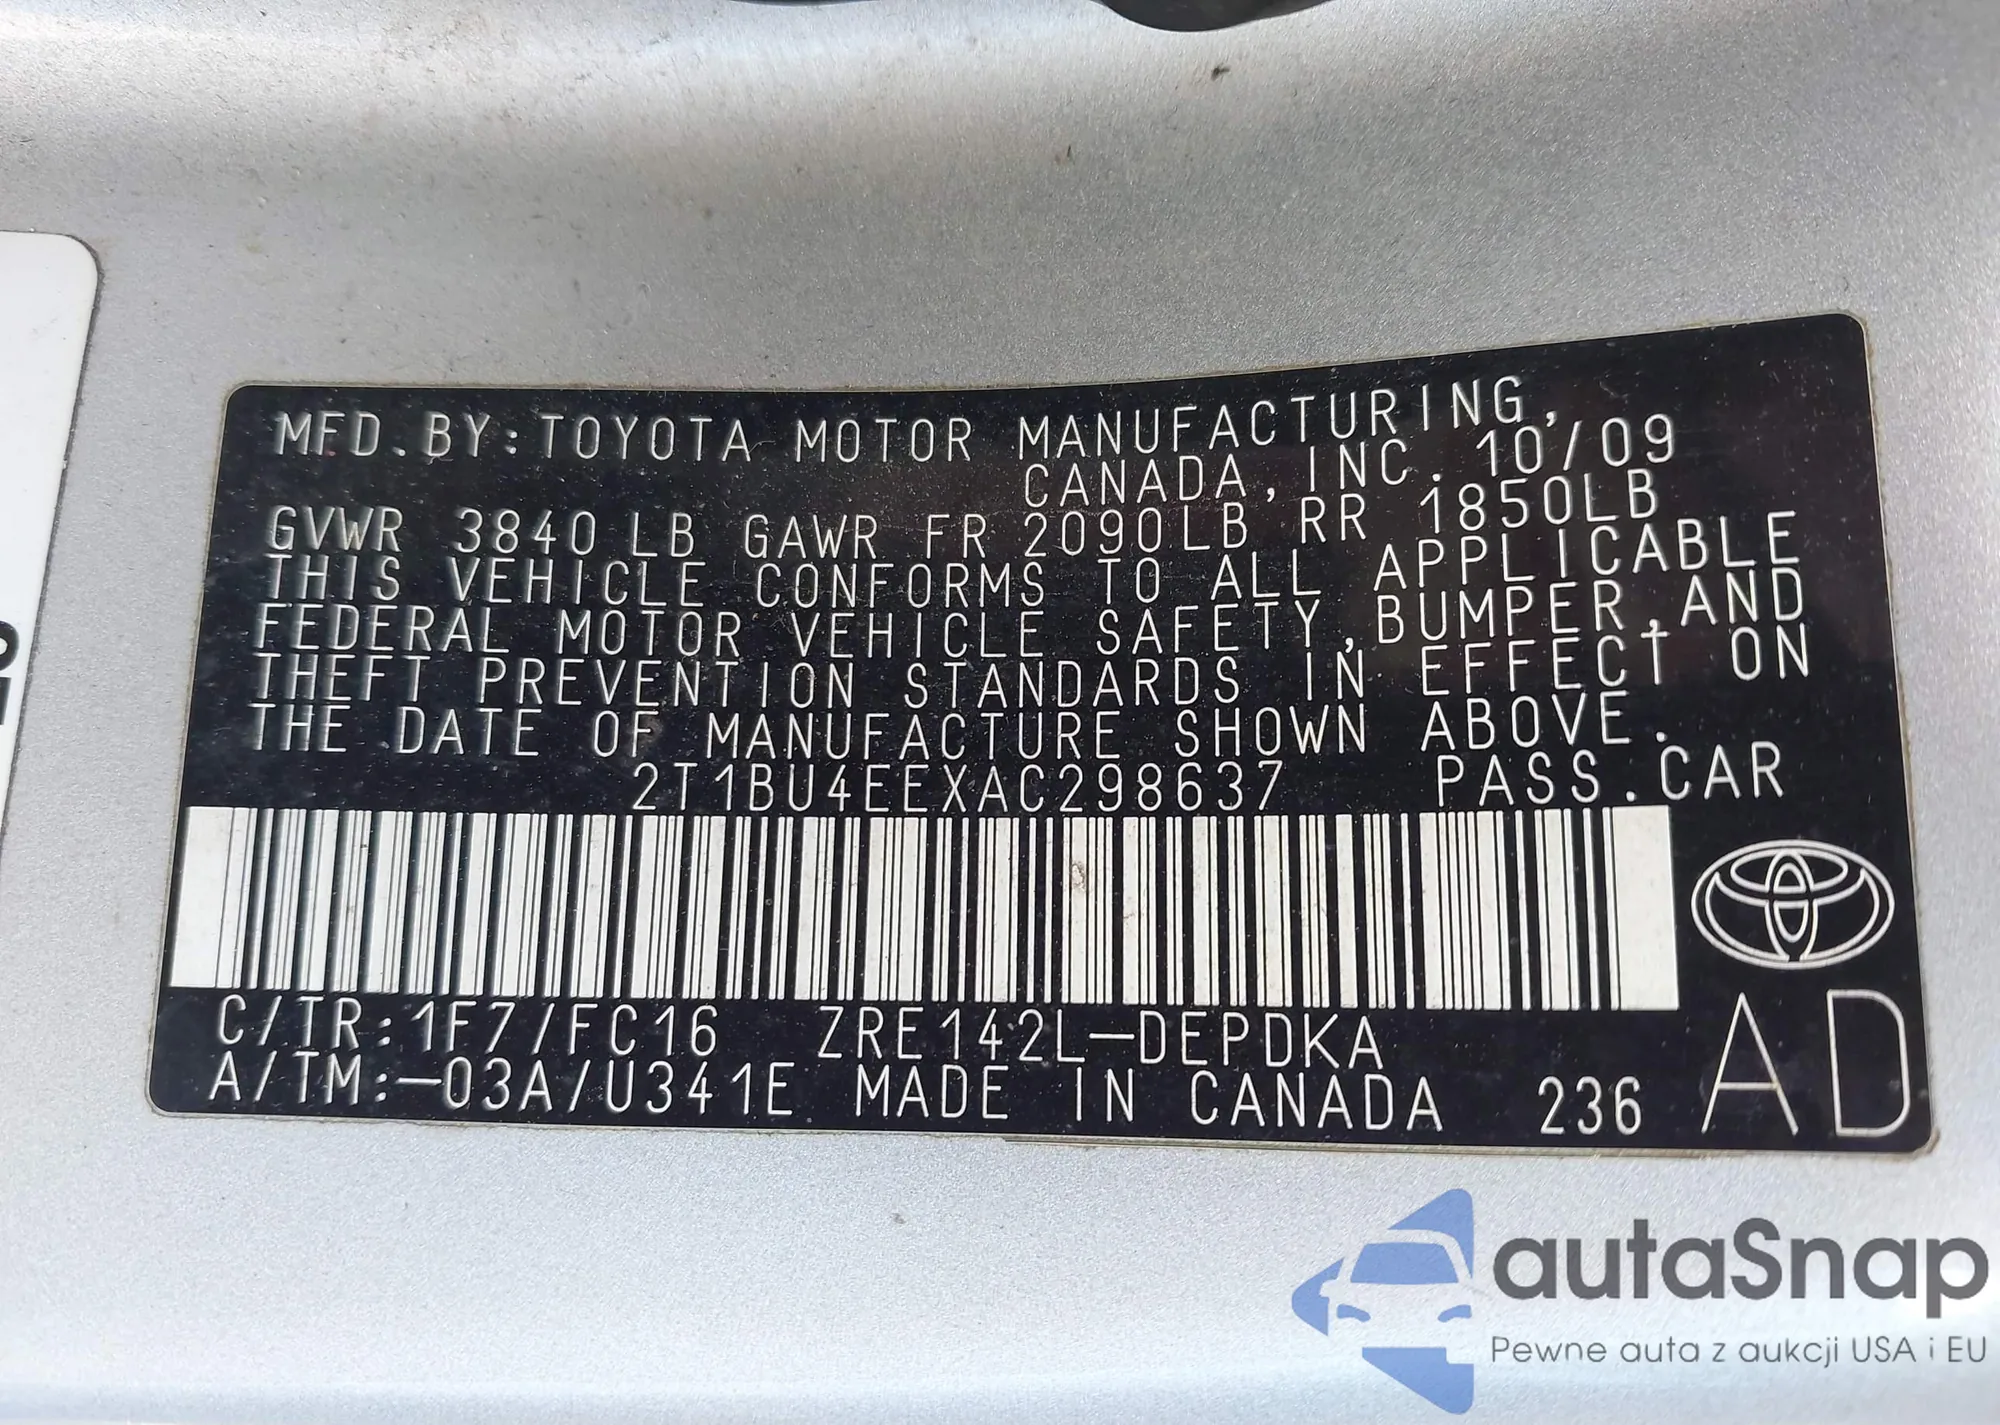 MFD.BY:TOYOTA MOTOR MANUFACTURING,
CANADA,INC. 10/09
GVWR 3840LB GAWR FR 2090LB RR 1850LB
THIS VEHICLE CONFORMS TO ALL APPLICABLE
FEDERAL MOTOR VEHICLE SAFETY,BUMPER,AND
THEFT PREVENTION STANDARDS IN EFFECT ON
THE DATE OF MANUFACTURE SHOWN ABOVE.
2T1BU4EEXAC298637 PASS.CAR
C/TR:1F7/FC16 ZRE142L-DEPDKA
A/TM:-03A/U341E MADE IN CANADA 236
AD
autaSnap
Pewne auta z aukcji USA i EU